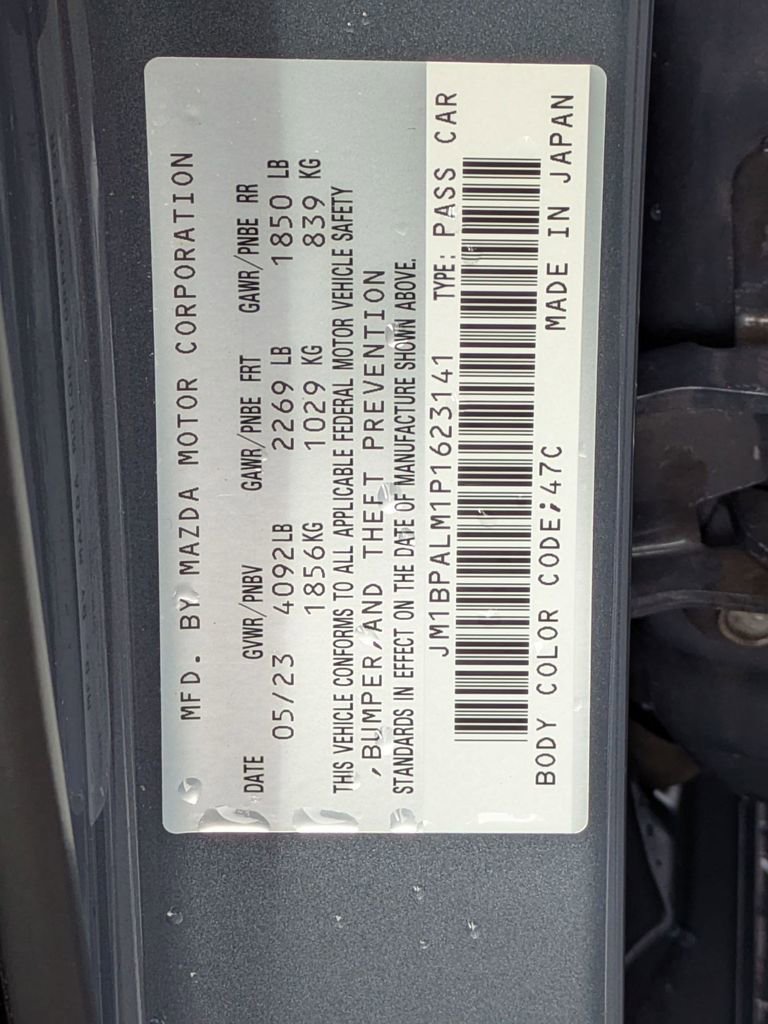 MFD. BY MAZDA MOTOR CORPORATION
DATE GVWR/PNBV GAWR/PNBE FRT GAWR/PNBE RR
05/23 4092LB 2269 LB 1850 LB
1856KG 1029 KG 839 KG
THIS VEHICLE CONFORMS TO ALL APPLICABLE FEDERAL MOTOR VEHICLE SAFETY
,BUMPER,AND THEFT PREVENTION
STANDARDS IN EFFECT ON THE DATE OF MANUFACTURE SHOWN ABOVE.
JM1BPALM1P1623141 TYPE: PASS CAR
BODY COLOR CODE;47C MADE IN JAPAN